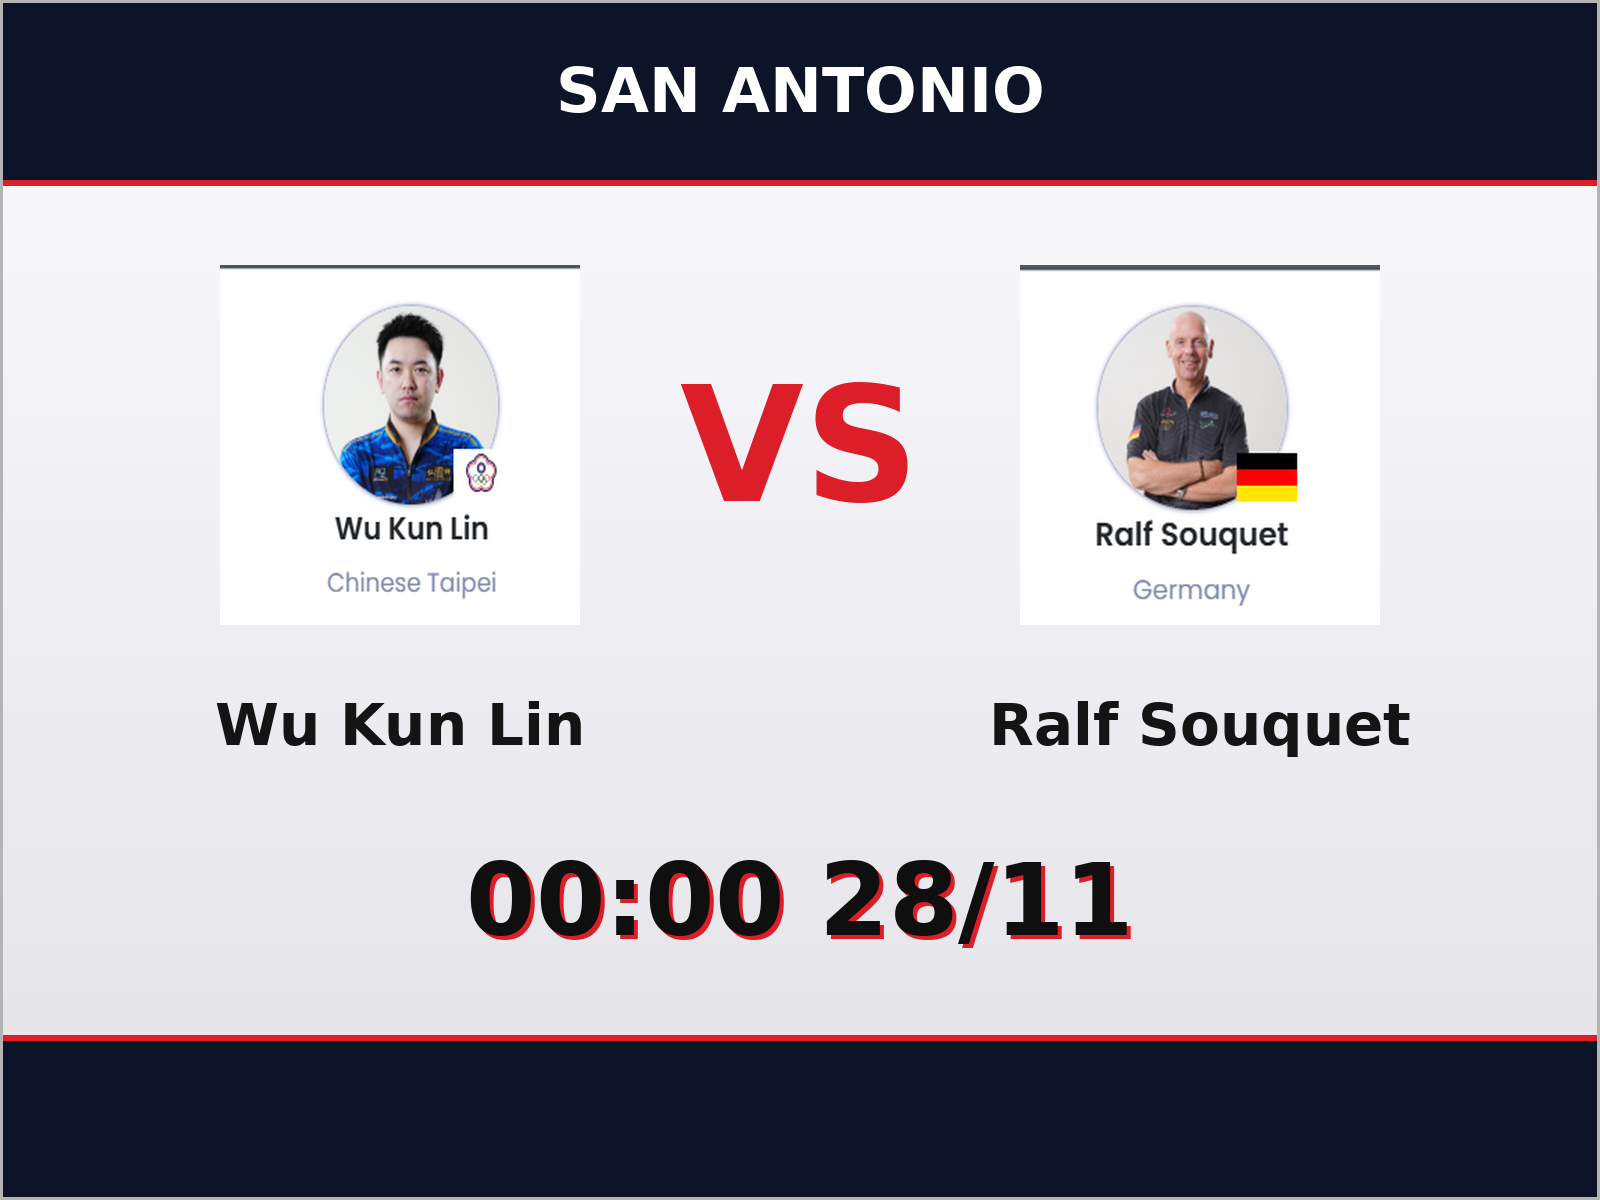 SAN ANTONIO
VS
Wu Kun Lin
Chinese Taipei
Ralf Souquet
Germany
Wu Kun Lin
Ralf Souquet
00:00 28/11